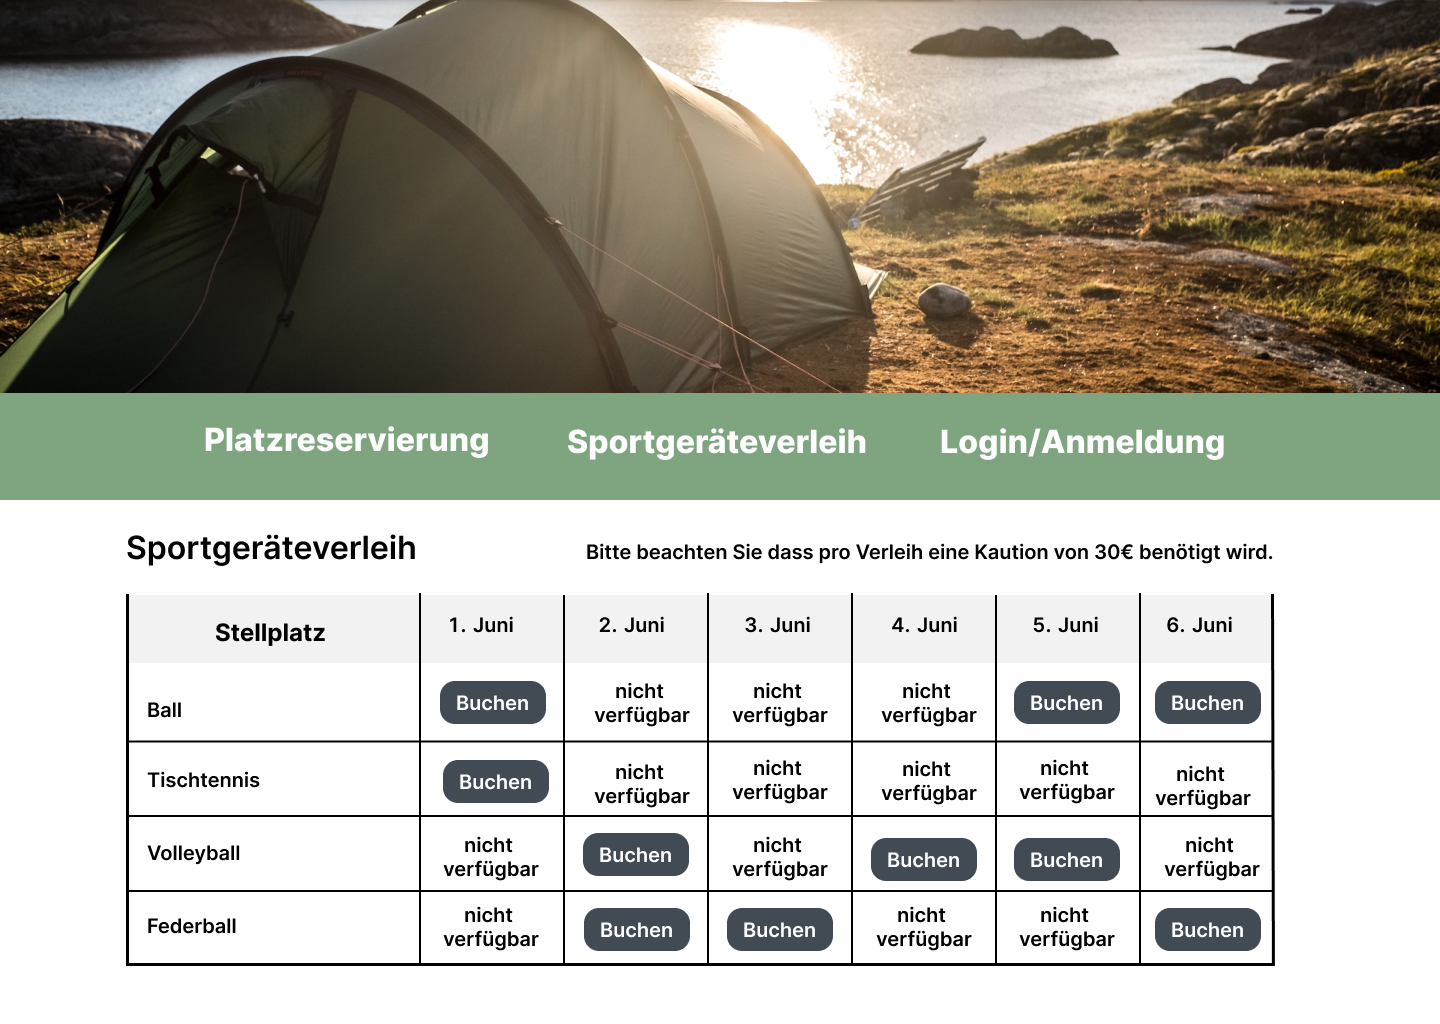 Platzreservierung Sportgeräteverleih Login/Anmeldung
Sportgeräteverleih Bitte beachten Sie dass pro Verleih eine Kaution von 30€ benötigt wird.
Stellplatz 1. Juni 2. Juni 3. Juni 4. Juni 5. Juni 6. Juni
Ball Buchen nicht verfügbar nicht verfügbar nicht verfügbar Buchen Buchen
Tischtennis Buchen nicht verfügbar nicht verfügbar nicht verfügbar nicht verfügbar nicht verfügbar
Volleyball nicht verfügbar Buchen nicht verfügbar Buchen Buchen nicht verfügbar
Federball nicht verfügbar Buchen Buchen nicht verfügbar nicht verfügbar Buchen